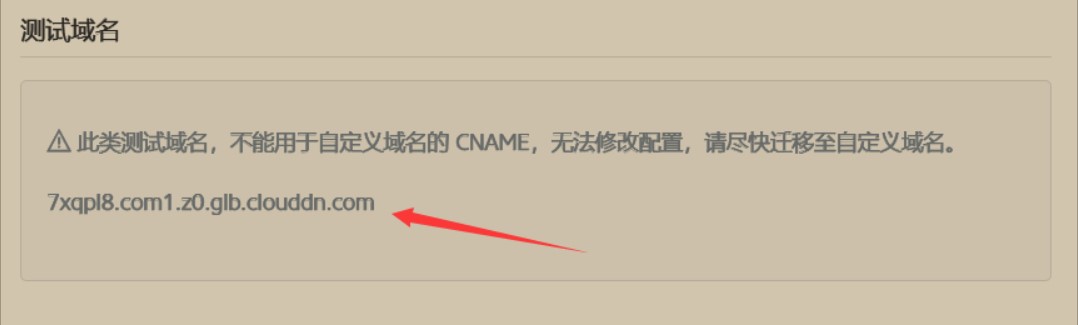 测试域名
⚠ 此类测试域名，不能用于自定义域名的 CNAME，无法修改配置，请尽快迁移至自定义域名。
7xqpl8.com1.z0.glb.clouddn.com